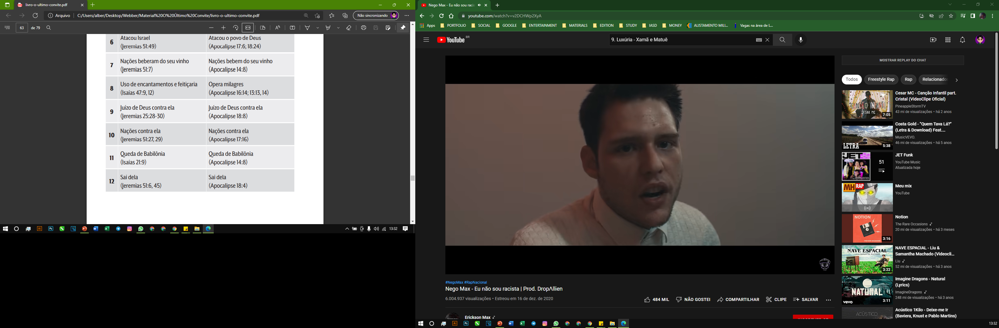 livro-o-ultimo-convite.pdf
Arquivo
C:/Users/alber/Desktop/Webber/Material%20O%20Último%20Convite/livro-o-ultimo-convite.pdf
Não sincronizando
63 de 79
6
Atacou Israel
(Jeremias 51:49)
Atacou o povo de Deus
(Apocalipse 17:6; 18:24)
7
Nações beberam do seu vinho
(Jeremias 51:7)
Nações bebem do seu vinho
(Apocalipse 14:8)
8
Uso de encantamentos e feitiçaria
(Isaías 47:9, 12)
Opera milagres
(Apocalipse 16:14; 13:13, 14)
9
Juízo de Deus contra ela
(Jeremias 25:28-30)
Juízo de Deus contra ela
(Apocalipse 18:8)
10
Nações contra ela
(Jeremias 51:27, 29)
Nações contra ela
(Apocalipse 17:16)
11
Queda de Babilônia
(Isaías 21:9)
Queda de Babilônia
(Apocalipse 14:8)
12
Sai dela
(Jeremias 51:6, 45)
Sai dela
(Apocalipse 18:4)
13:32
Nego Max - Eu não sou racis
youtube.com/watch?v=v2DCHWp2XyA
Apps PORTFOLIO SOCIAL GOOGLE ENTERTAINMENT MATERIALS EDITION STUDY IASD MONEY ALISTAMENTO MILI... Vagas na área de L...
YouTube BR
9. Luxúria - Xamã e Matuê
#NegoMax #RapNacional
Nego Max - Eu não sou racista | Prod. DropΛllien
6.004.937 visualizações • Estreou em 16 de dez. de 2020
484 MIL NÃO GOSTEI COMPARTILHAR CLIPE SALVAR
Erickson Max
MOSTRAR REPLAY DO CHAT
Todos Freestyle Rap Rap Relacionados
CANÇÃO INFANTIL
CESAR MC
7:05
Cesar MC - Canção Infantil part.
Cristal (VideoClipe Oficial)
PineappleStormTV
43 mi de visualizações • há 2 anos
LETRA
5:38
Costa Gold - "Quem Tava Lá?"
(Letra & Download) Feat....
MusicVEVO.
46 mi de visualizações • há 5 anos
JET
51
JET Funk
YouTube Music
Atualizada hoje
MH RAP
Meu mix
YouTube
NOTION
THE RARE OCCASIONS
3:16
Notion
The Rare Occasions
20 mi de visualizações • há 3 meses
NAVE ESPACIAL
LIU & SAMANTHA MACHADO
3:22
NAVE ESPACIAL - Liu &
Samantha Machado (Videocli...
Liu
52 mi de visualizações • há 3 anos
NATURAL
vevo
3:11
Imagine Dragons - Natural
(Lyrics)
ImagineDragons
248 mi de visualizações • há 3 anos
ACÚSTICO
Acústico 1Kilo - Deixe-me Ir
(Baviera, Knust e Pablo Martins)
13:32